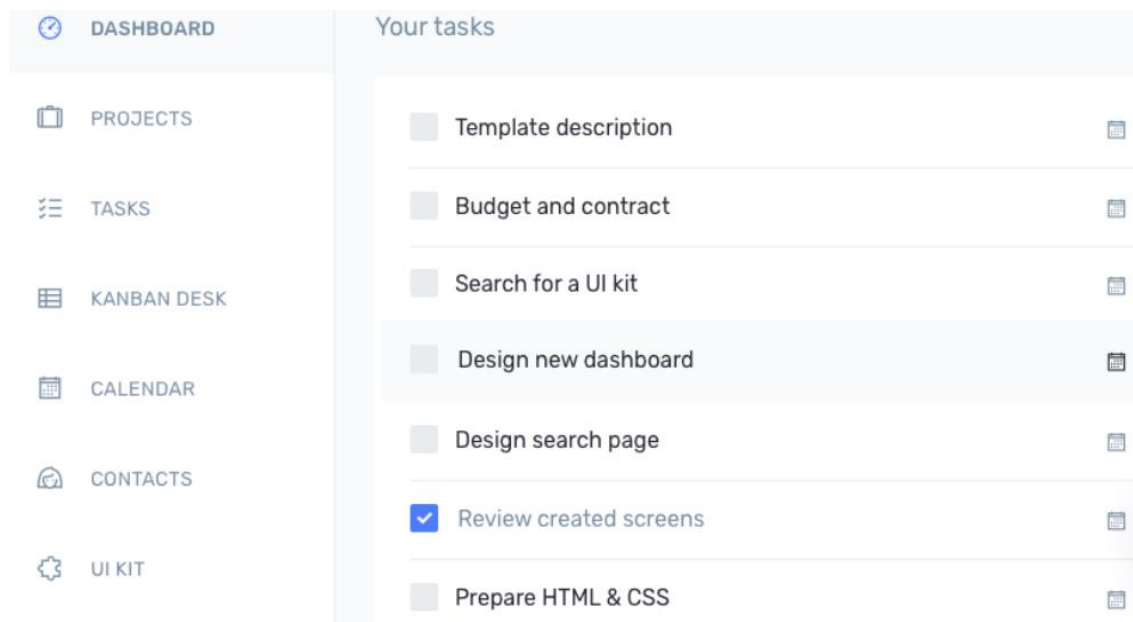 DASHBOARD
PROJECTS
TASKS
KANBAN DESK
CALENDAR
CONTACTS
UI KIT
Your tasks
Template description
Budget and contract
Search for a UI kit
Design new dashboard
Design search page
Review created screens
Prepare HTML & CSS